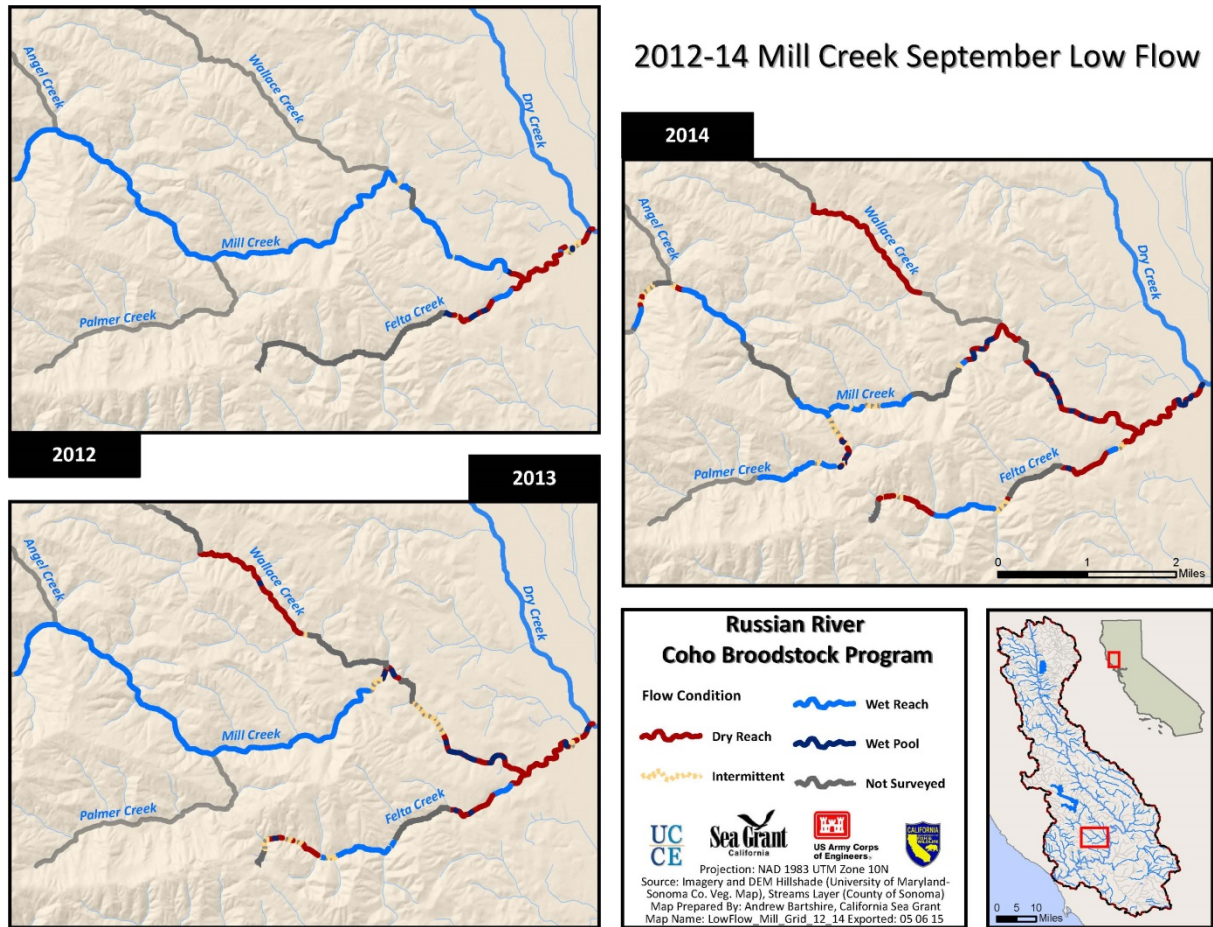 2012-14 Mill Creek September Low Flow
Angel Creek
Wallace Creek
Dry Creek
Mill Creek
Palmer Creek
Felta Creek
2012
2013
Angel Creek
Wallace Creek
Dry Creek
Mill Creek
Palmer Creek
Felta Creek
2014
Angel Creek
Wallace Creek
Dry Creek
Mill Creek
Palmer Creek
Felta Creek
0 1 2
Miles
Russian River
Coho Broodstock Program
Flow Condition
Dry Reach
Intermittent
Wet Reach
Wet Pool
Not Surveyed
UC
CE
Sea Grant
California
US Army Corps
of Engineers®
CALIFORNIA
Projection: NAD 1983 UTM Zone 10N
Source: Imagery and DEM Hillshade (University of Maryland-
Sonoma Co. Veg. Map), Streams Layer (County of Sonoma)
Map Prepared By: Andrew Bartshire, California Sea Grant
Map Name: LowFlow_Mill_Grid_12_14 Exported: 05 06 15
0 5 10
Miles